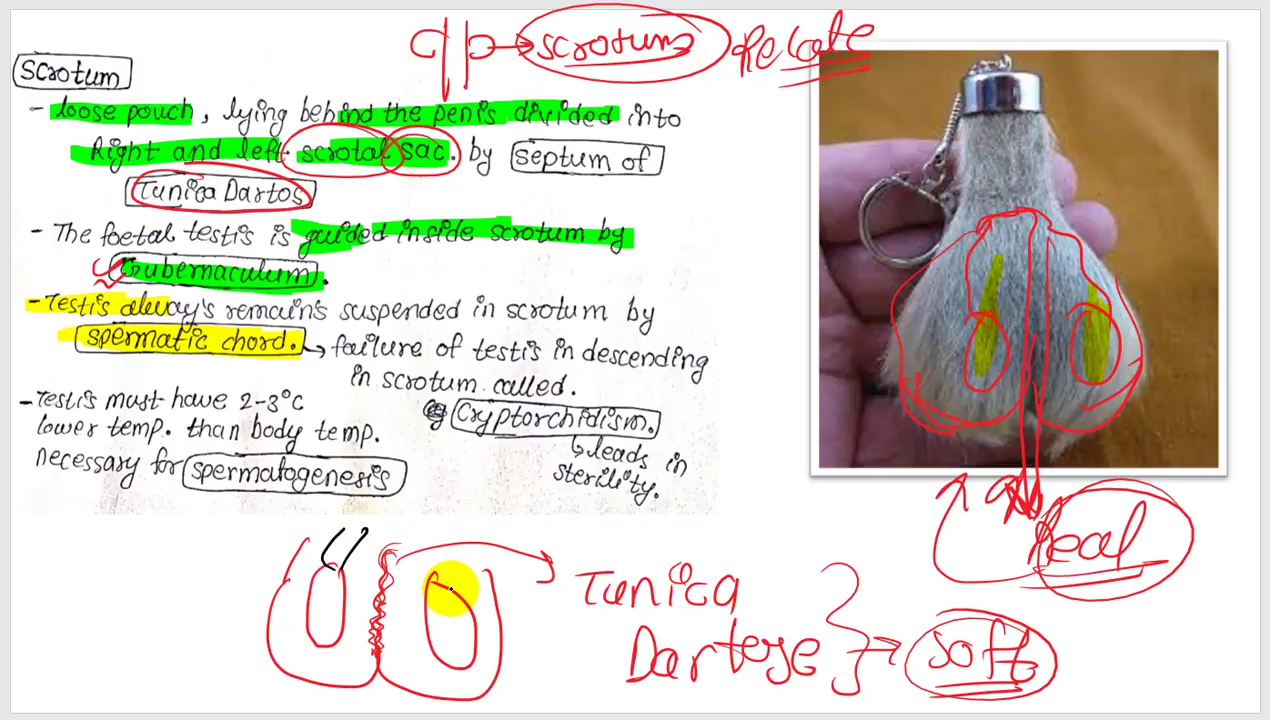 scrotum Relate
Scrotum
- loose pouch, lying behind the penis divided into
Right and left scrotal sac. by septum of
Tunica Dartos
- The foetal testis is guided inside scrotum by
Gubernaculum.
- Testis alway's remain's suspended in scrotum by
spermatic chord. → failure of testis in descending
in scrotum called.
Cryptorchidism.
↳ leads in
sterility.
- Testis must have 2-3°c
lower temp. than body temp.
necessary for spermatogenesis
Real
Tunica
Dartose → soft